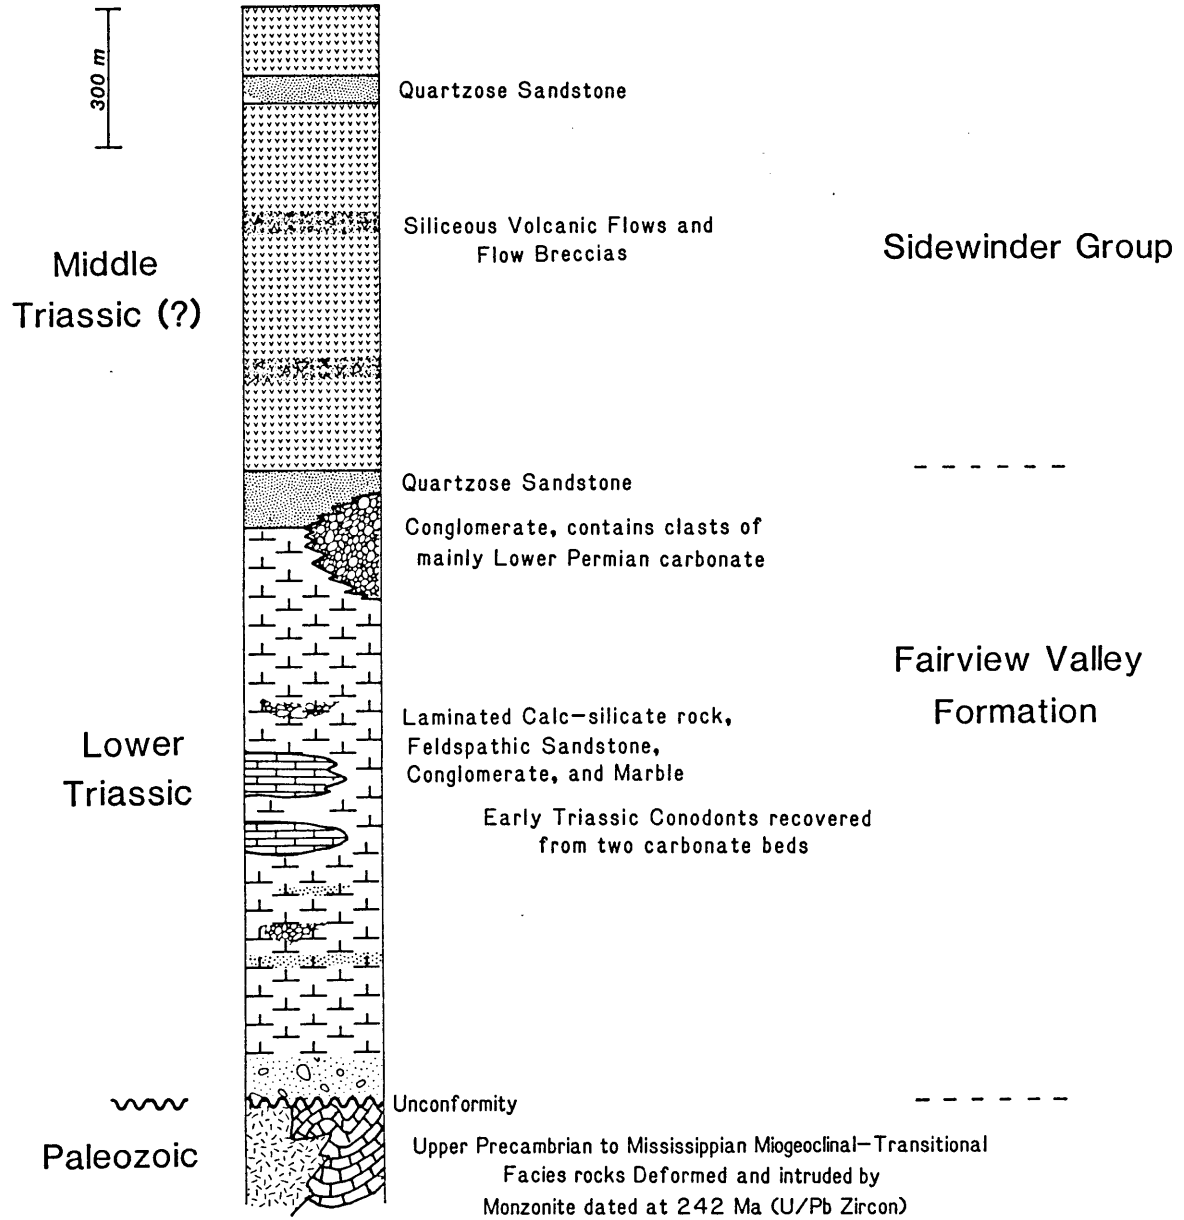 300 m
Quartzose Sandstone
Siliceous Volcanic Flows and
Flow Breccias
Sidewinder Group
Middle
Triassic (?)
Quartzose Sandstone
Conglomerate, contains clasts of
mainly Lower Permian carbonate
Fairview Valley
Formation
Laminated Calc-silicate rock,
Feldspathic Sandstone,
Conglomerate, and Marble
Lower
Triassic
Early Triassic Conodonts recovered
from two carbonate beds
Unconformity
Paleozoic
Upper Precambrian to Mississippian Miogeoclinal-Transitional
Facies rocks Deformed and intruded by
Monzonite dated at 242 Ma (U/Pb Zircon)